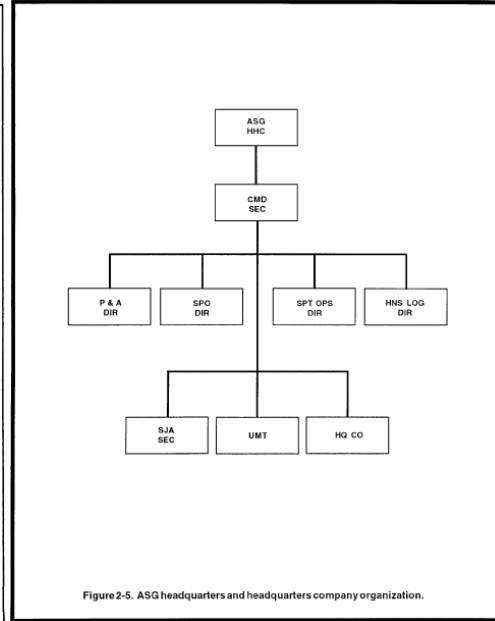 ASG
HHC
CMD
SEC
P & A
DIR
SPO
DIR
SPT OPS
DIR
HNS LOG
DIR
SJA
SEC
UMT
HQ CO
Figure 2-5. ASG headquarters and headquarters company organization.